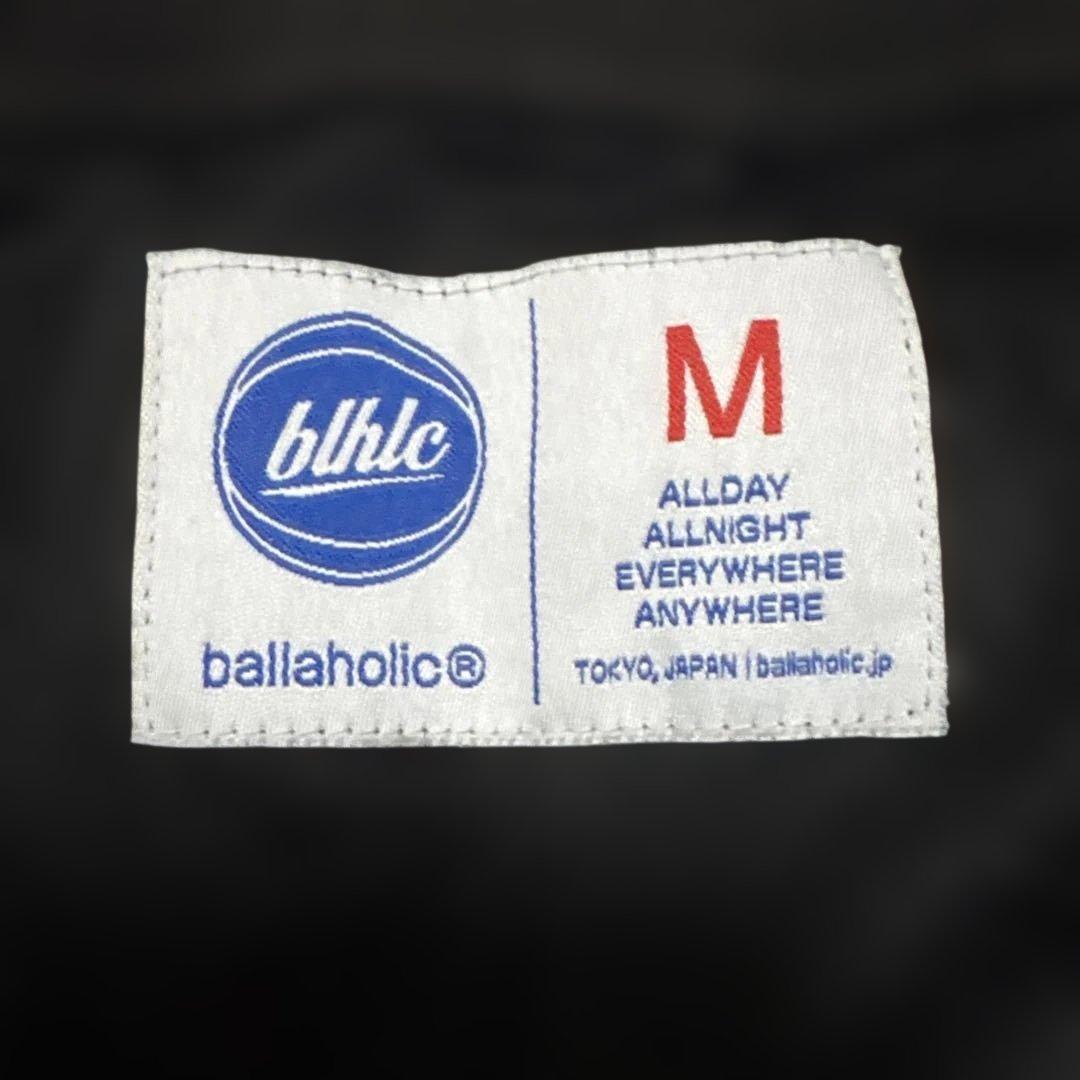 blhlc
ballaholic®
M
ALLDAY
ALLNIGHT
EVERYWHERE
ANYWHERE
TOKYO, JAPAN | ballaholic.jp